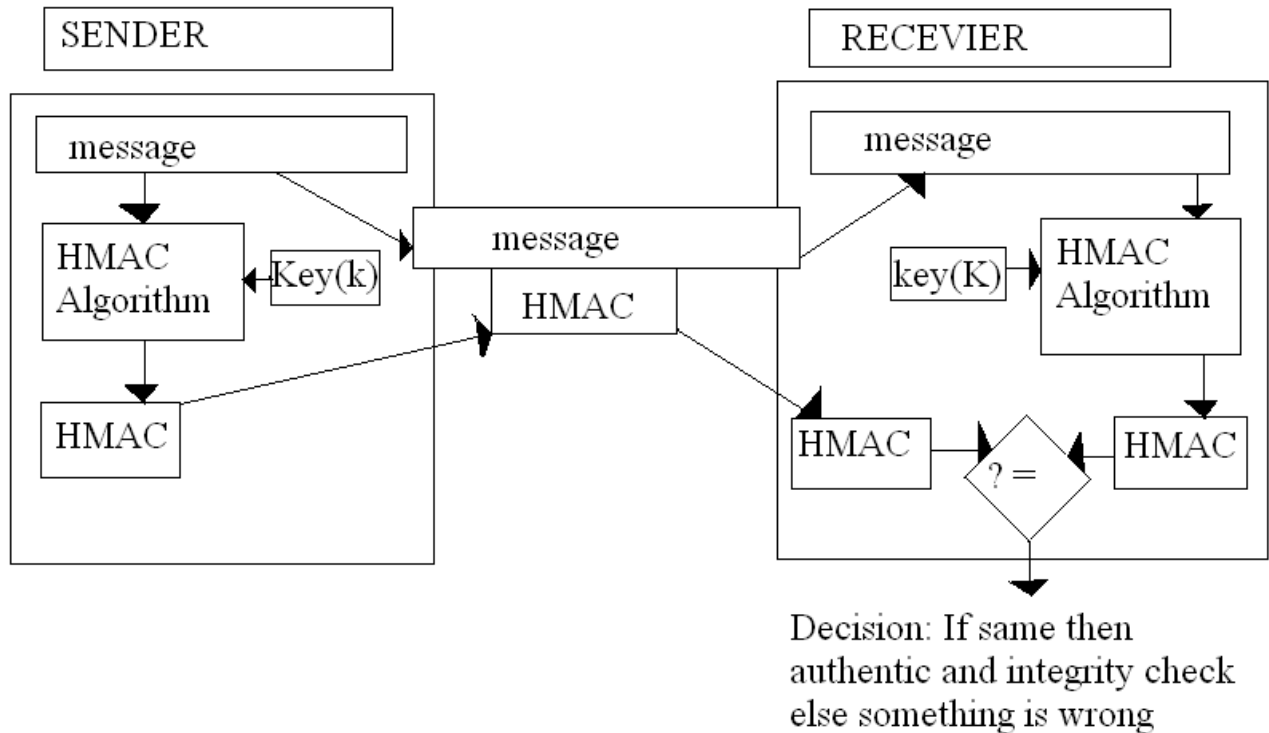 SENDER
RECEVIER
message
HMAC
Algorithm
Key(k)
HMAC
message
HMAC
message
key(K)
HMAC
Algorithm
HMAC
? =
HMAC
Decision: If same then
authentic and integrity check
else something is wrong